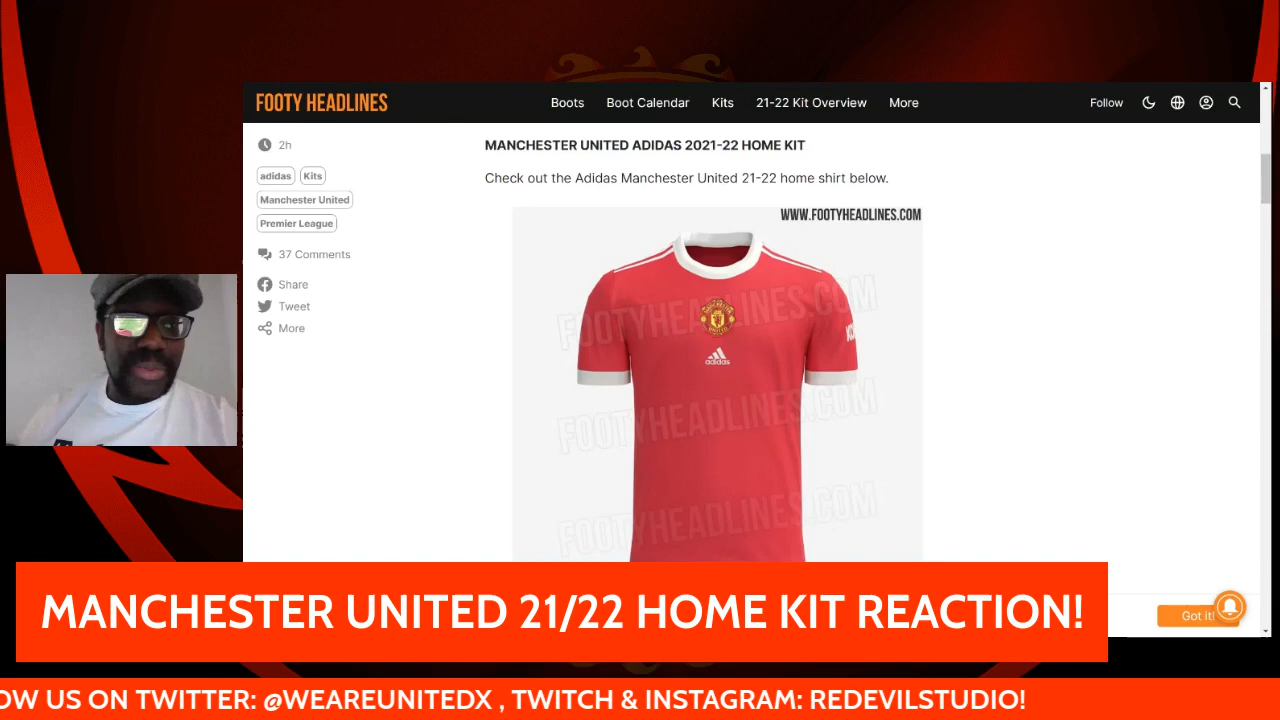 FOOTY HEADLINES
Boots Boot Calendar Kits 21-22 Kit Overview More
Follow
2h
adidas Kits
Manchester United
Premier League
37 Comments
Share
Tweet
More
MANCHESTER UNITED ADIDAS 2021-22 HOME KIT
Check out the Adidas Manchester United 21-22 home shirt below.
WWW.FOOTYHEADLINES.COM
FOOTYHEADLINES.COM
MANCHESTER
UNITED
adidas
FOOTYHEADLINES.COM
FOOTYHEADLINES.COM
Got it!
MANCHESTER UNITED 21/22 HOME KIT REACTION!
OW US ON TWITTER: @WEAREUNITEDX , TWITCH & INSTAGRAM: REDEVILSTUDIO!